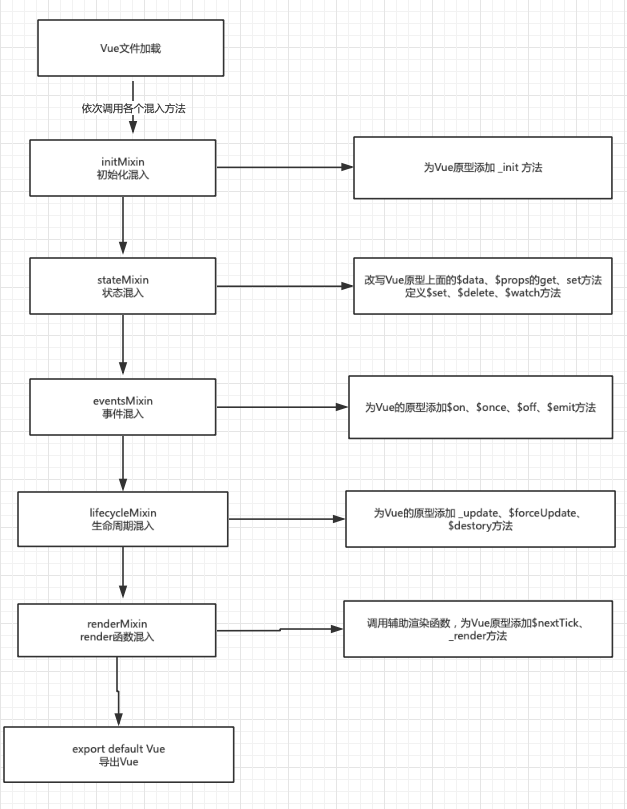 Vue文件加载
依次调用各个混入方法
initMixin
初始化混入
为Vue原型添加 _init 方法
stateMixin
状态混入
改写Vue原型上面的$data、$props的get、set方法
定义$set、$delete、$watch方法
eventsMixin
事件混入
为Vue的原型添加$on、$once、$off、$emit方法
lifecycleMixin
生命周期混入
为Vue的原型添加 _update、$forceUpdate、
$destory方法
renderMixin
render函数混入
调用辅助渲染函数，为Vue原型添加$nextTick、
_render方法
export default Vue
导出Vue